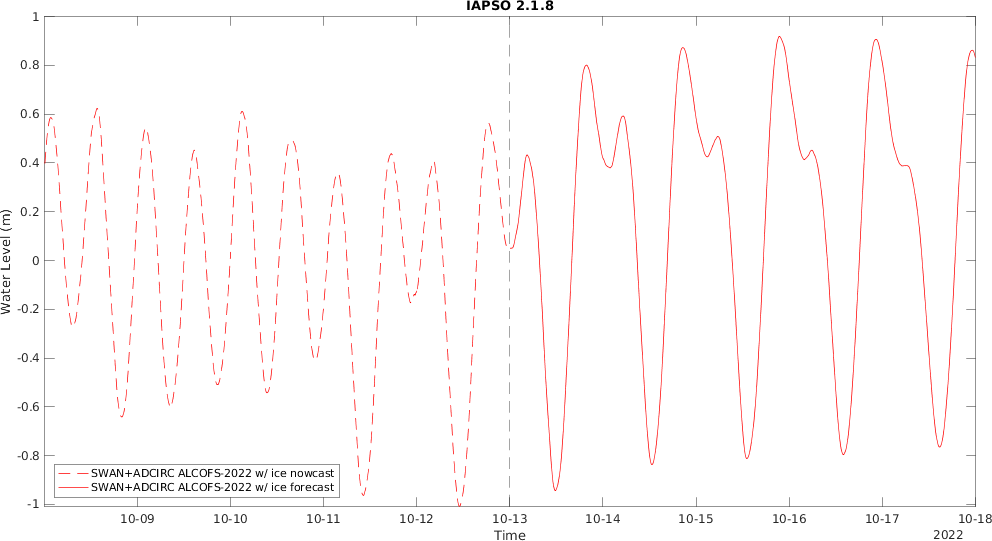 IAPSO 2.1.8
1
0.8
0.6
0.4
0.2
0
-0.2
-0.4
-0.6
-0.8
-1
Water Level (m)
SWAN+ADCIRC ALCOFS-2022 w/ ice nowcast
SWAN+ADCIRC ALCOFS-2022 w/ ice forecast
10-09 10-10 10-11 10-12 10-13 10-14 10-15 10-16 10-17 10-18
Time
2022